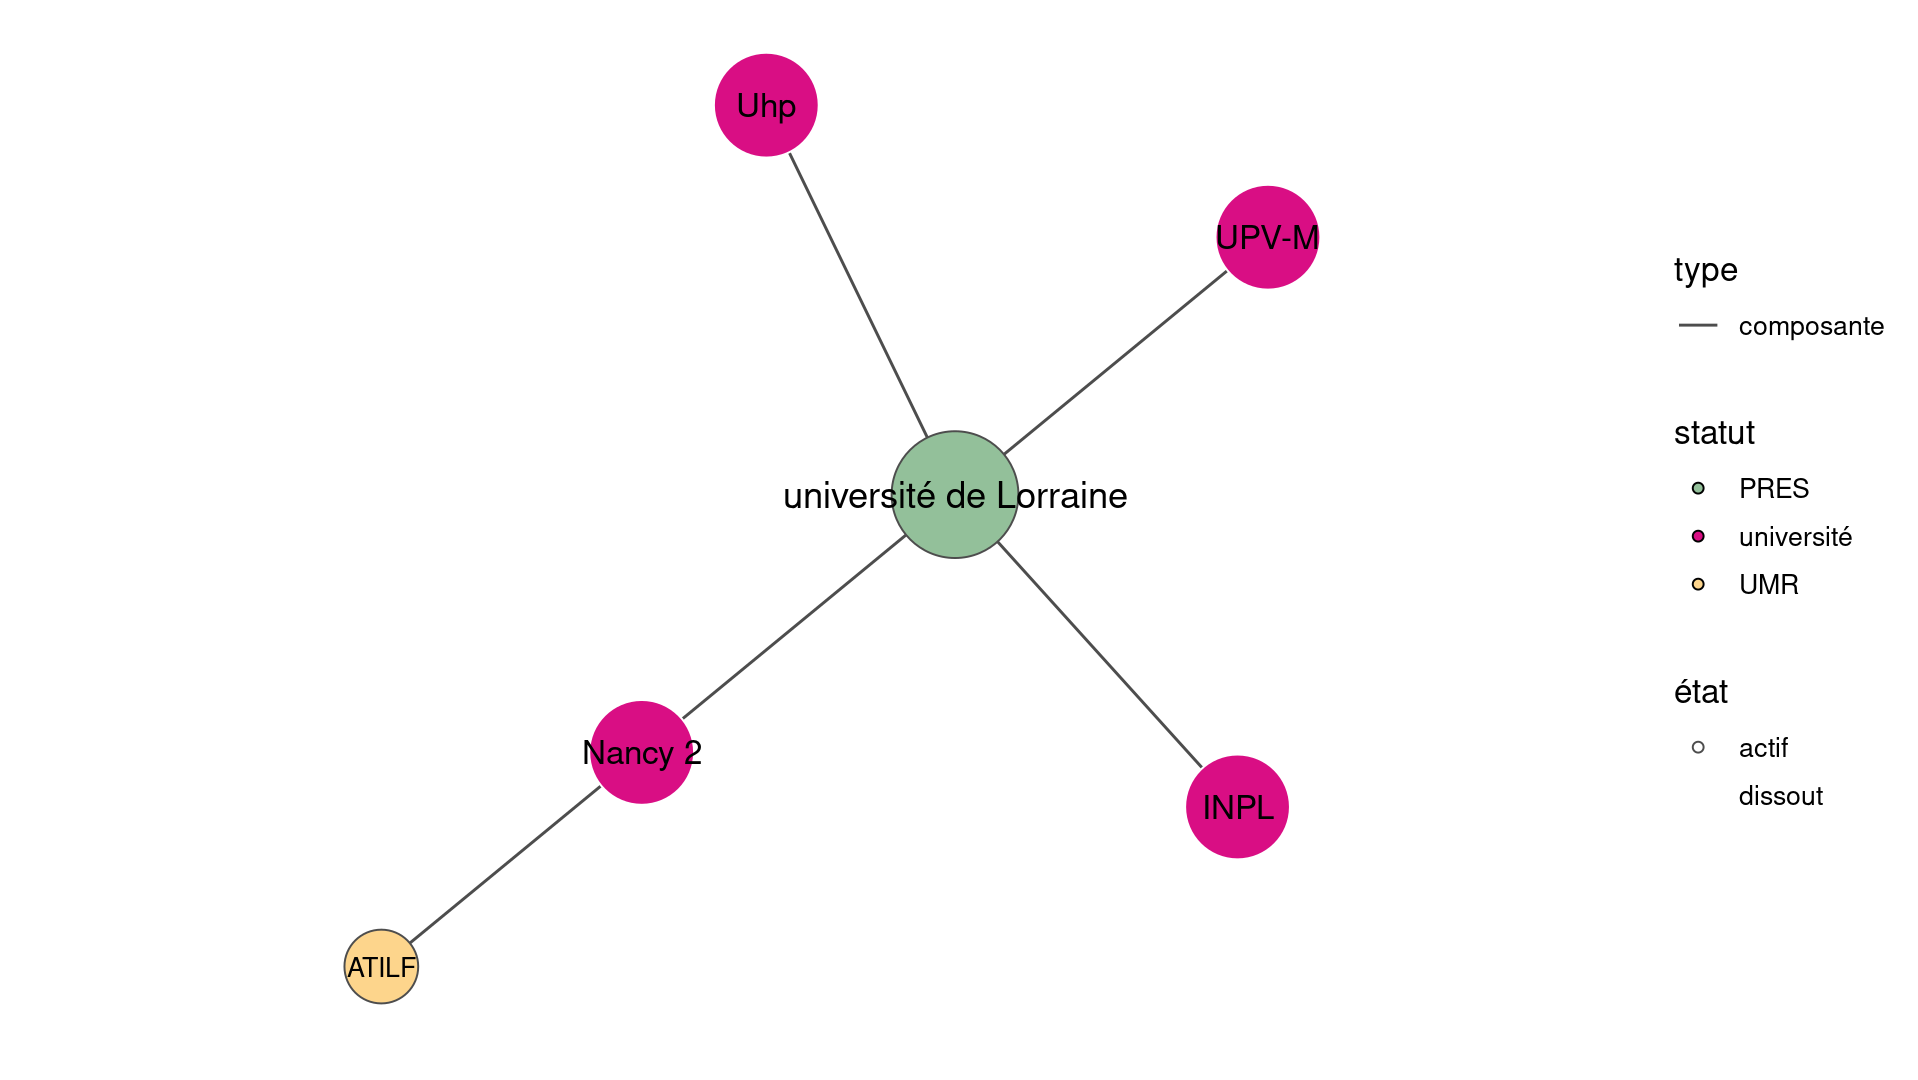 Uhp
UPV-M
université de Lorraine
Nancy 2
INPL
ATILF
type
composante
statut
PRES
université
UMR
état
actif
dissout